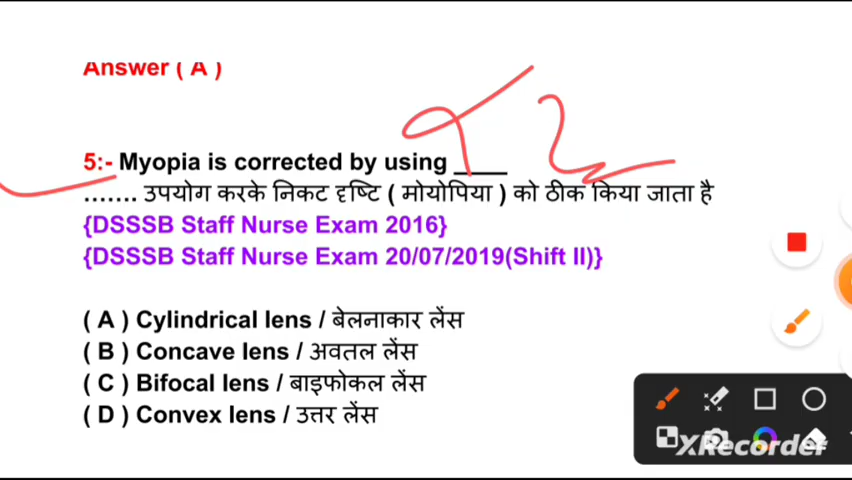 Answer ( A )
5:- Myopia is corrected by using ____
....... उपयोग करके निकट दृष्टि ( मोयोपिया ) को ठीक किया जाता है
{DSSSB Staff Nurse Exam 2016}
{DSSSB Staff Nurse Exam 20/07/2019(Shift II)}
( A ) Cylindrical lens / बेलनाकार लेंस
( B ) Concave lens / अवतल लेंस
( C ) Bifocal lens / बाइफोकल लेंस
( D ) Convex lens / उत्तर लेंस
XRecorder